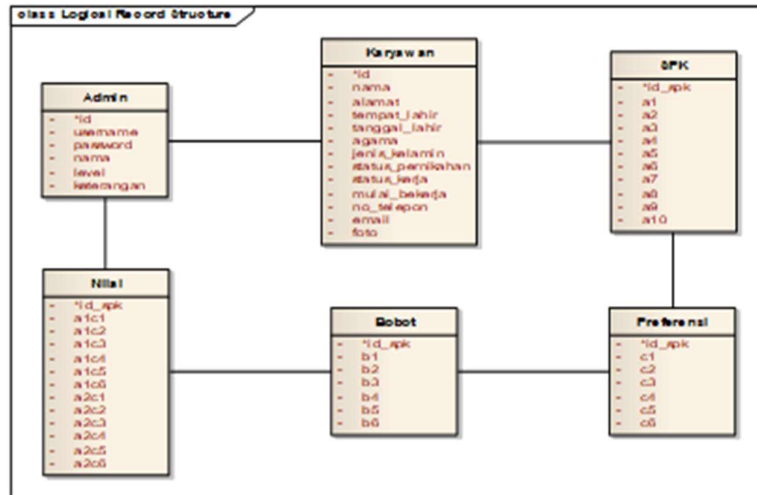 class Logical Record Structure
Admin
- *id
- username
- password
- nama
- level
- keterangan
Karyawan
- *id
- nama
- alamat
- tempat_lahir
- tanggal_lahir
- agama
- jenis_kelamin
- status_pernikahan
- status_kerja
- mulai_bekerja
- no_telepon
- email
- foto
SPK
- *id_spk
- a1
- a2
- a3
- a4
- a5
- a6
- a7
- a8
- a9
- a10
Nilai
- *id_spk
- a1c1
- a1c2
- a1c3
- a1c4
- a1c5
- a1c6
- a2c1
- a2c2
- a2c3
- a2c4
- a2c5
- a2c6
Bobot
- *id_spk
- b1
- b2
- b3
- b4
- b5
- b6
Preferensi
- *id_spk
- c1
- c2
- c3
- c4
- c5
- c6